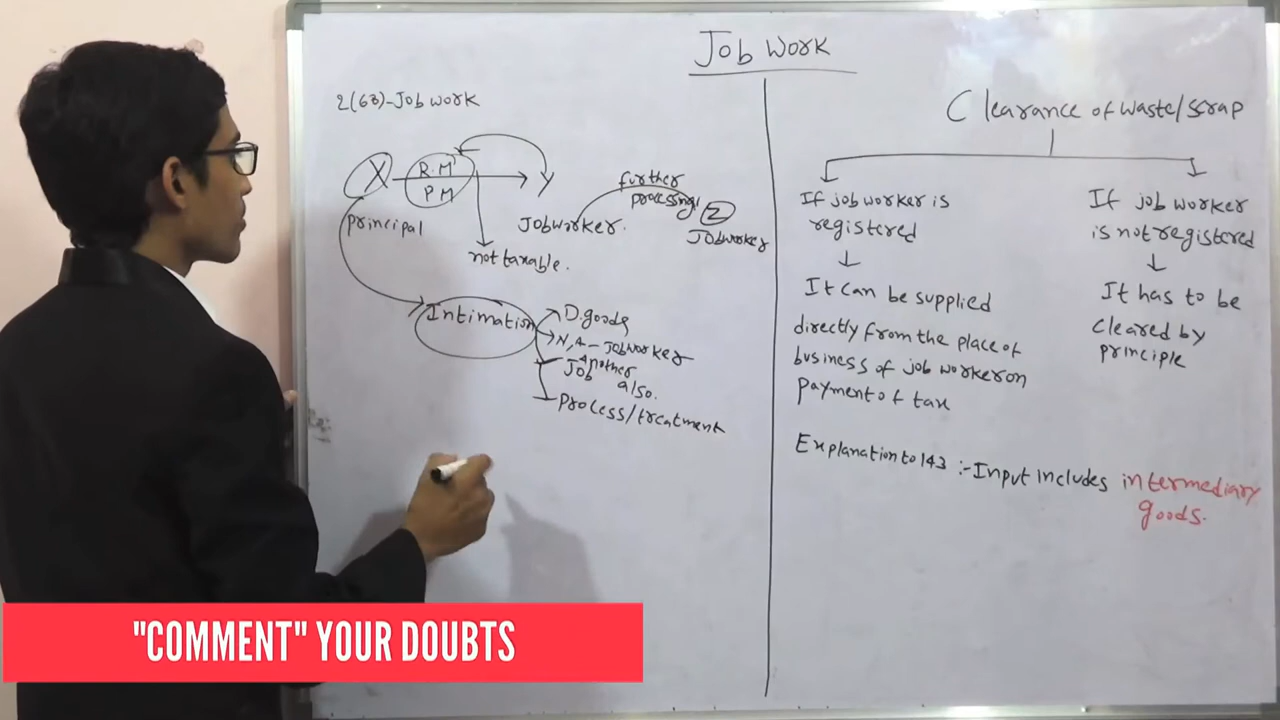 Job work
2(63)-Job work
X
R.M
P.M
Y
principal
Jobworker.
further
processing
Z
Jobworker
not taxable.
Intimation
D.goods
N,A - Jobworker
Another
Job also.
process/treatment
Clearance of waste/scrap
If job worker is
registered
It can be supplied
directly from the place of
business of job worker on
payment of tax
If job worker
is not registered
It has to be
cleared by
principle
Explanation to 143 :- Input includes intermediary
goods.
"COMMENT" YOUR DOUBTS